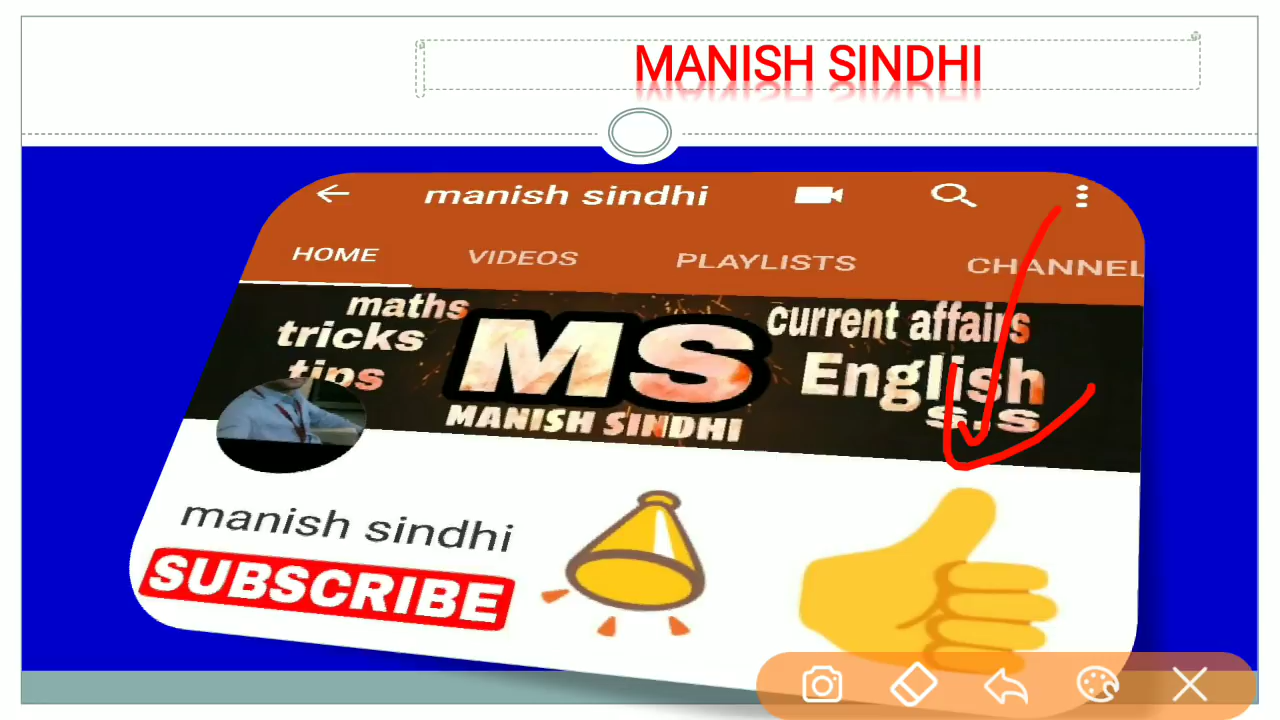 MANISH SINDHI
manish sindhi
HOME VIDEOS PLAYLISTS CHANNEL
maths
tricks
tips
MS
MANISH SINDHI
current affairs
English
s.s
manish sindhi
SUBSCRIBE